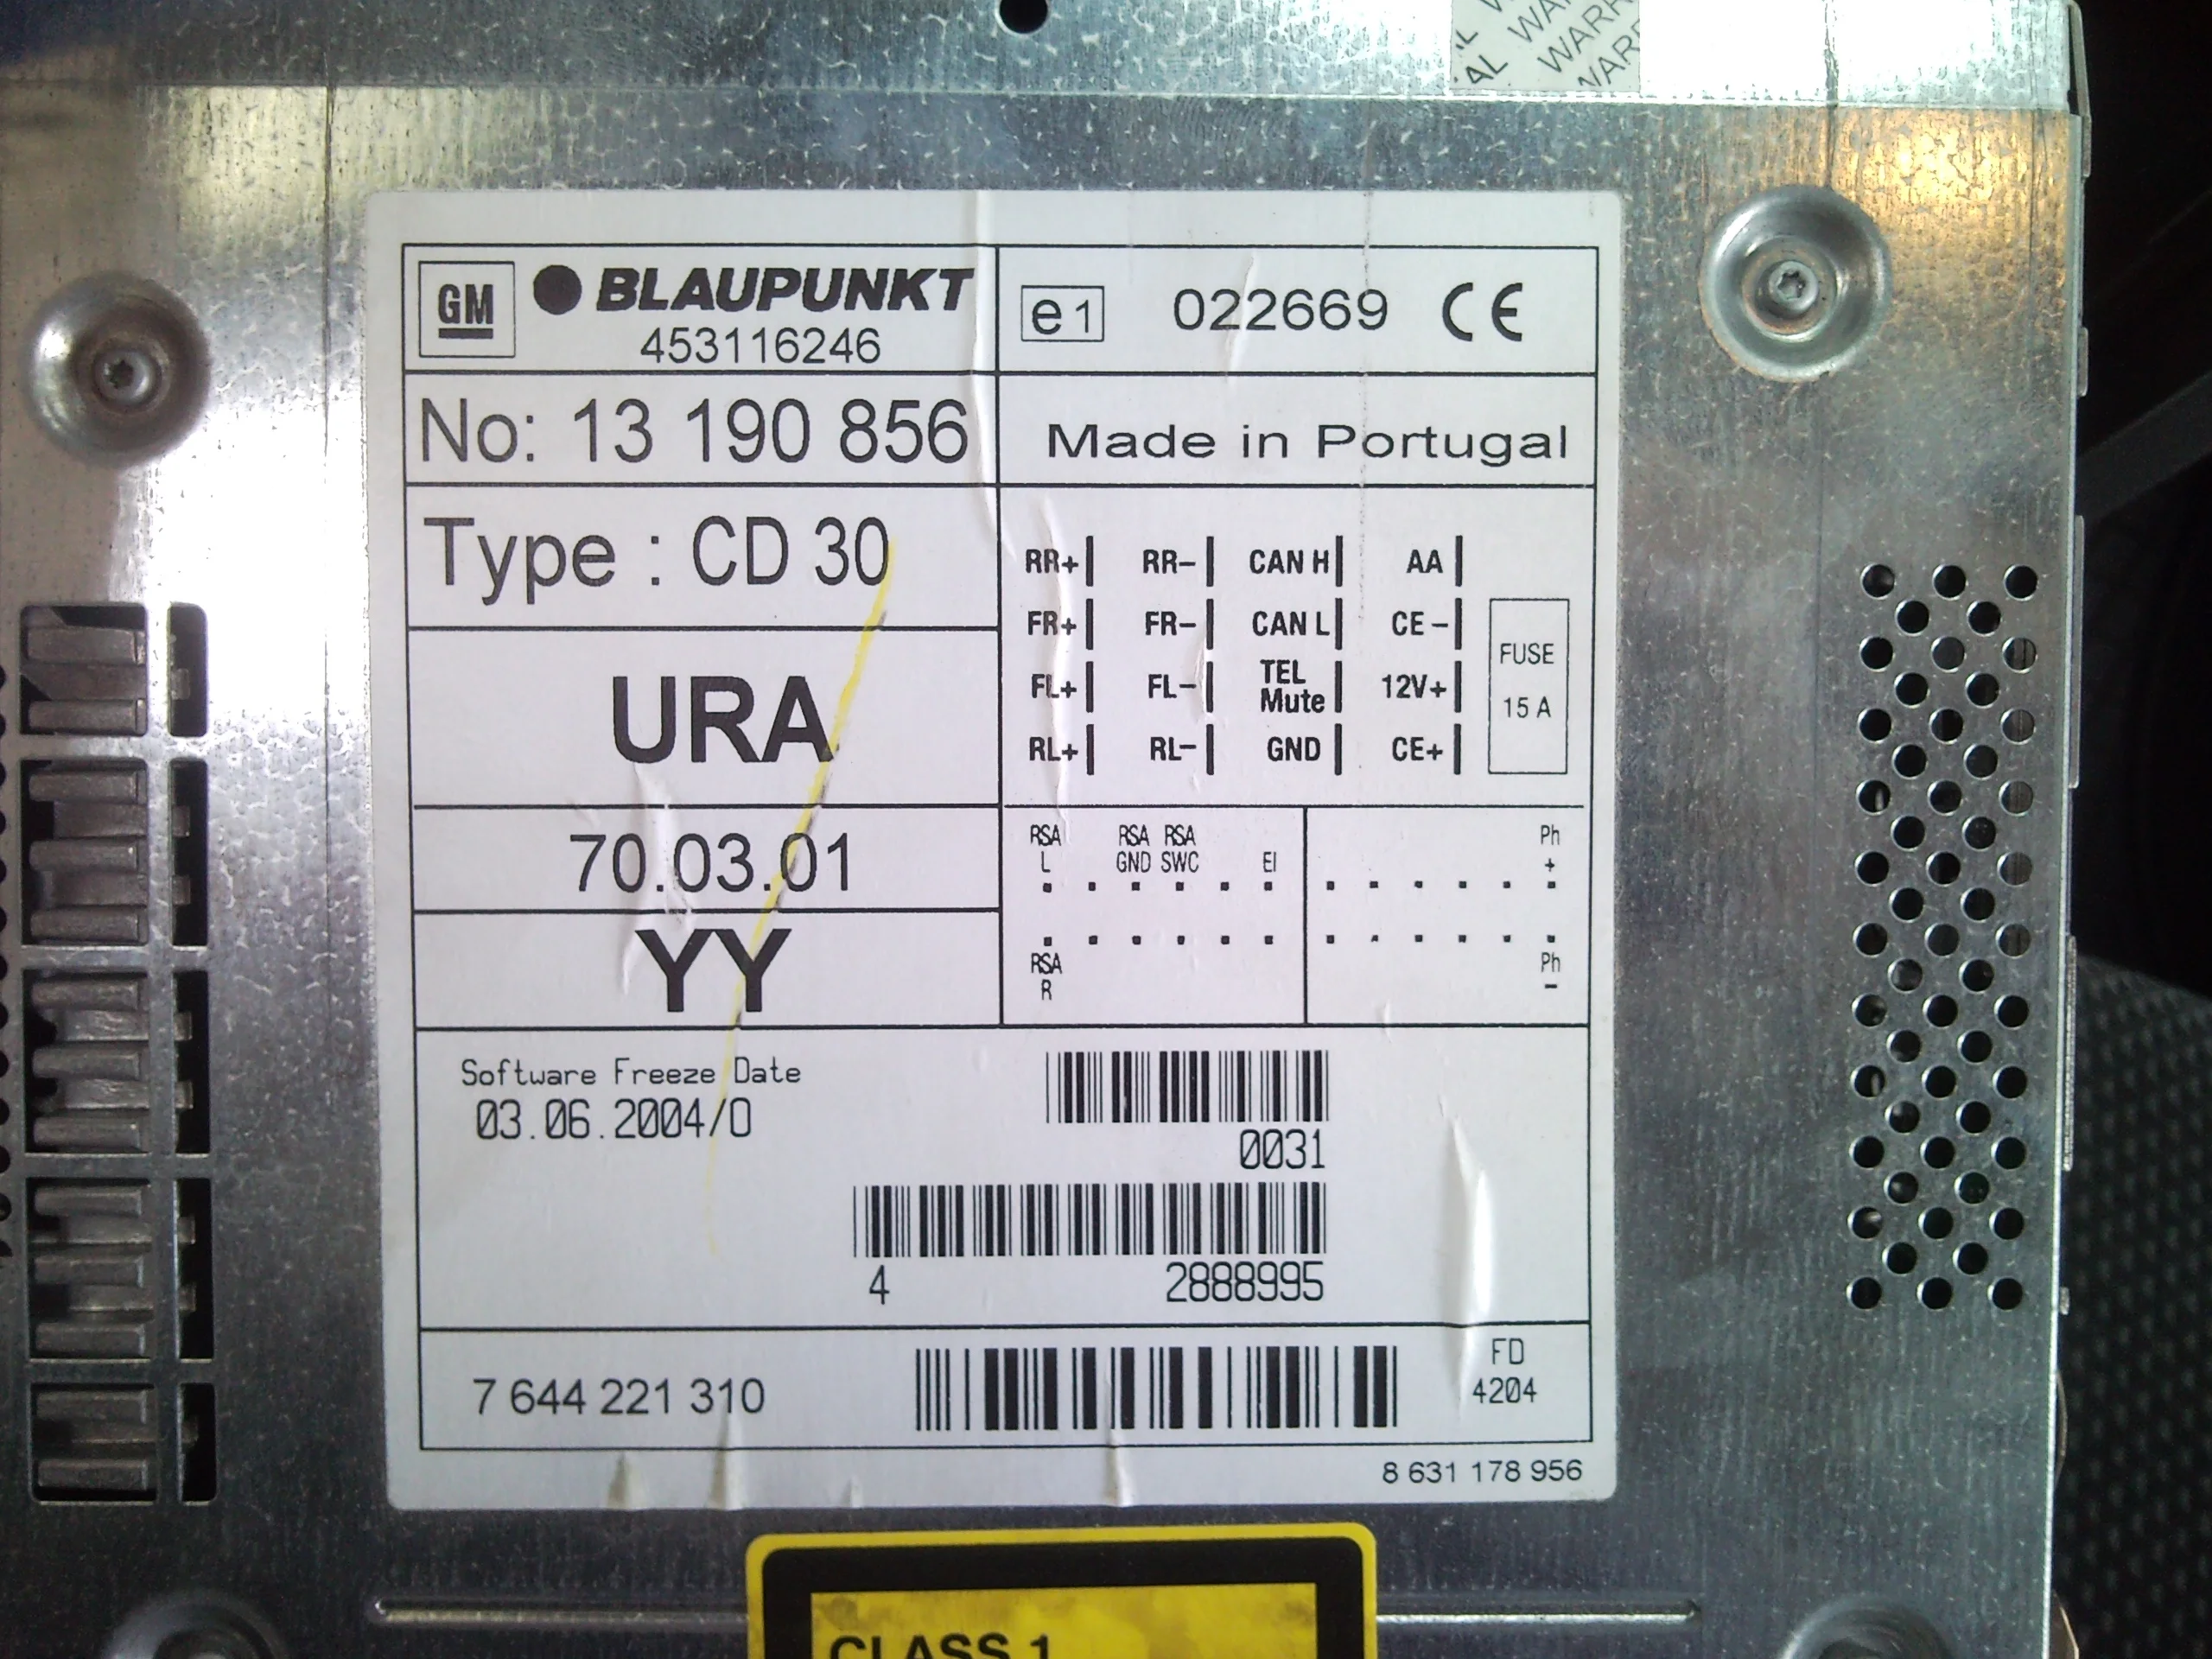 WARR
GM BLAUPUNKT
453116246
e1 022669 CE
No: 13 190 856
Made in Portugal
Type : CD 30
URA
70.03.01
YY
RR+ RR- CAN H AA
FR+ FR- CAN L CE -
FL+ FL- TEL Mute 12V+
RL+ RL- GND CE+
FUSE
15 A
RSA L RSA GND RSA SWC EI Ph +
RSA R Ph -
Software Freeze Date
03.06.2004/0
0031
4 2888995
7 644 221 310
FD
4204
8 631 178 956
CLASS 1